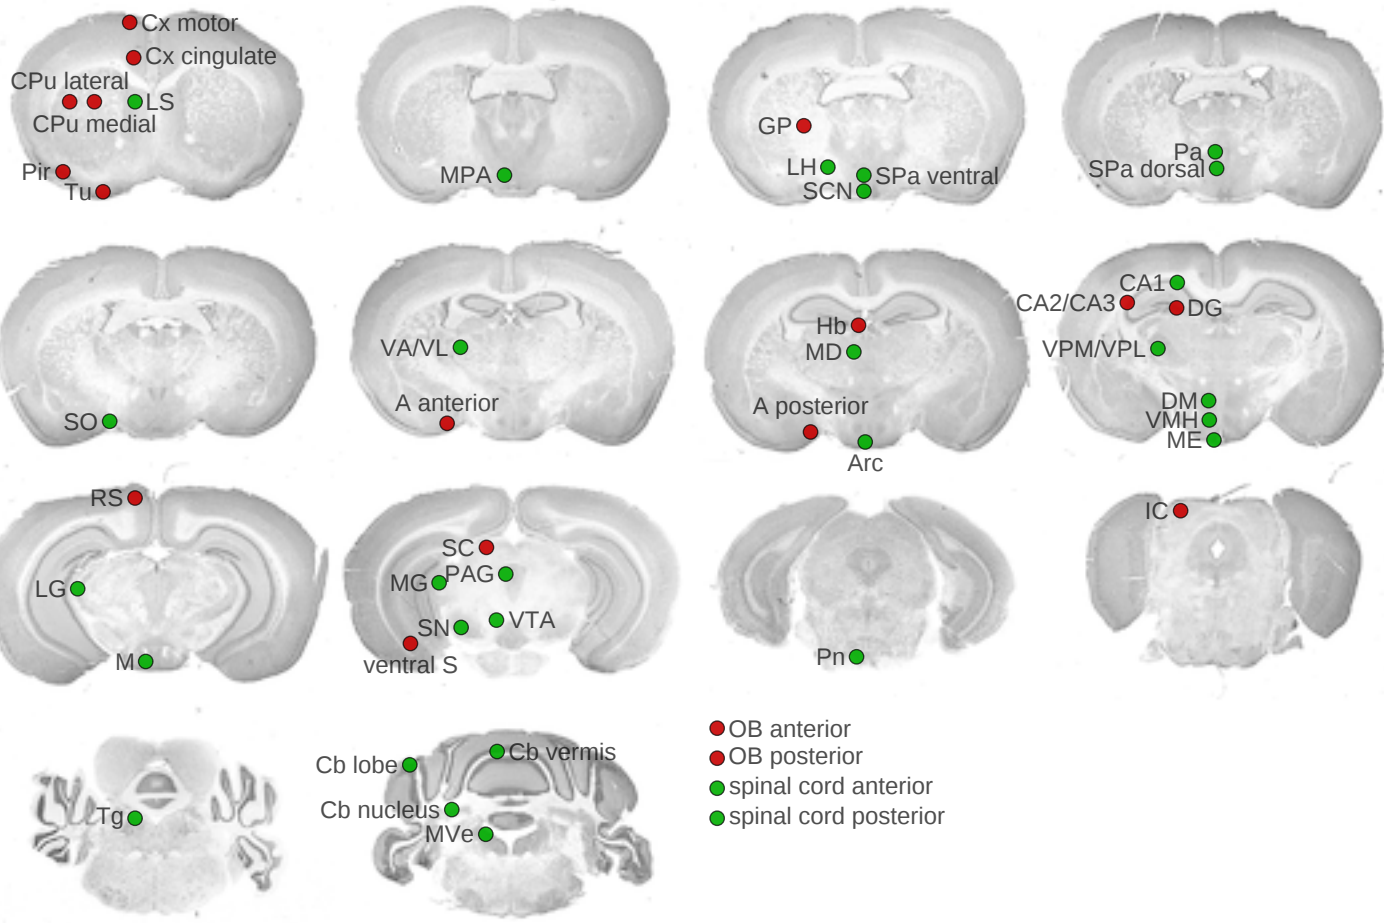 Cx motor
Cx cingulate
CPu lateral
LS
CPu medial
Pir
Tu
MPA
GP
LH
SPa ventral
SCN
Pa
SPa dorsal
SO
VA/VL
A anterior
Hb
MD
A posterior
Arc
CA1
CA2/CA3
DG
VPM/VPL
DM
VMH
ME
RS
LG
M
SC
MG
PAG
SN
VTA
ventral S
Pn
IC
Tg
Cb lobe
Cb vermis
Cb nucleus
MVe
OB anterior
OB posterior
spinal cord anterior
spinal cord posterior